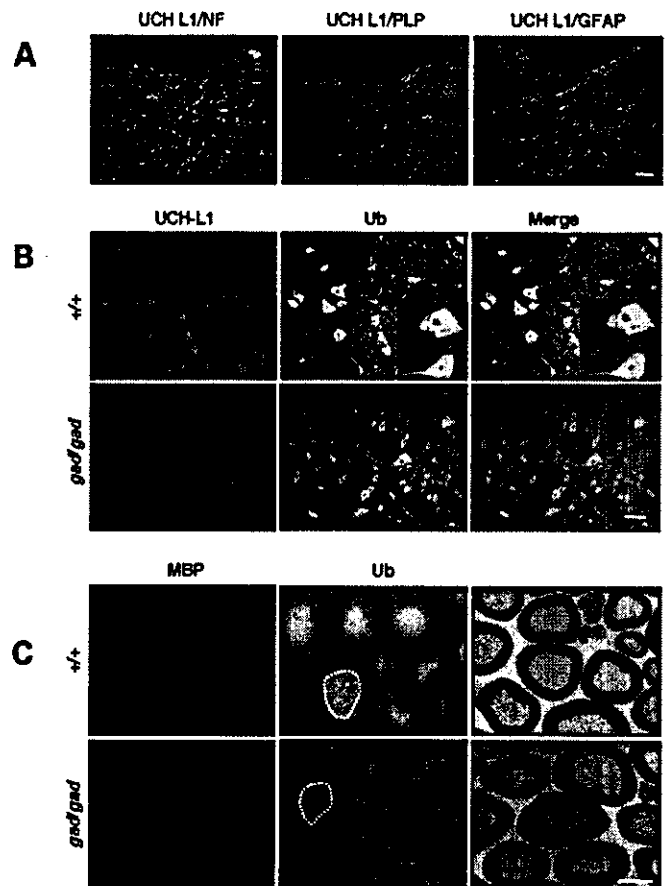 UCH L1/NF UCH L1/PLP UCH L1/GFAP
A
UCH-L1 Ub Merge
B
+/+
gad/gad
MBP Ub
C
+/+
gad/gad